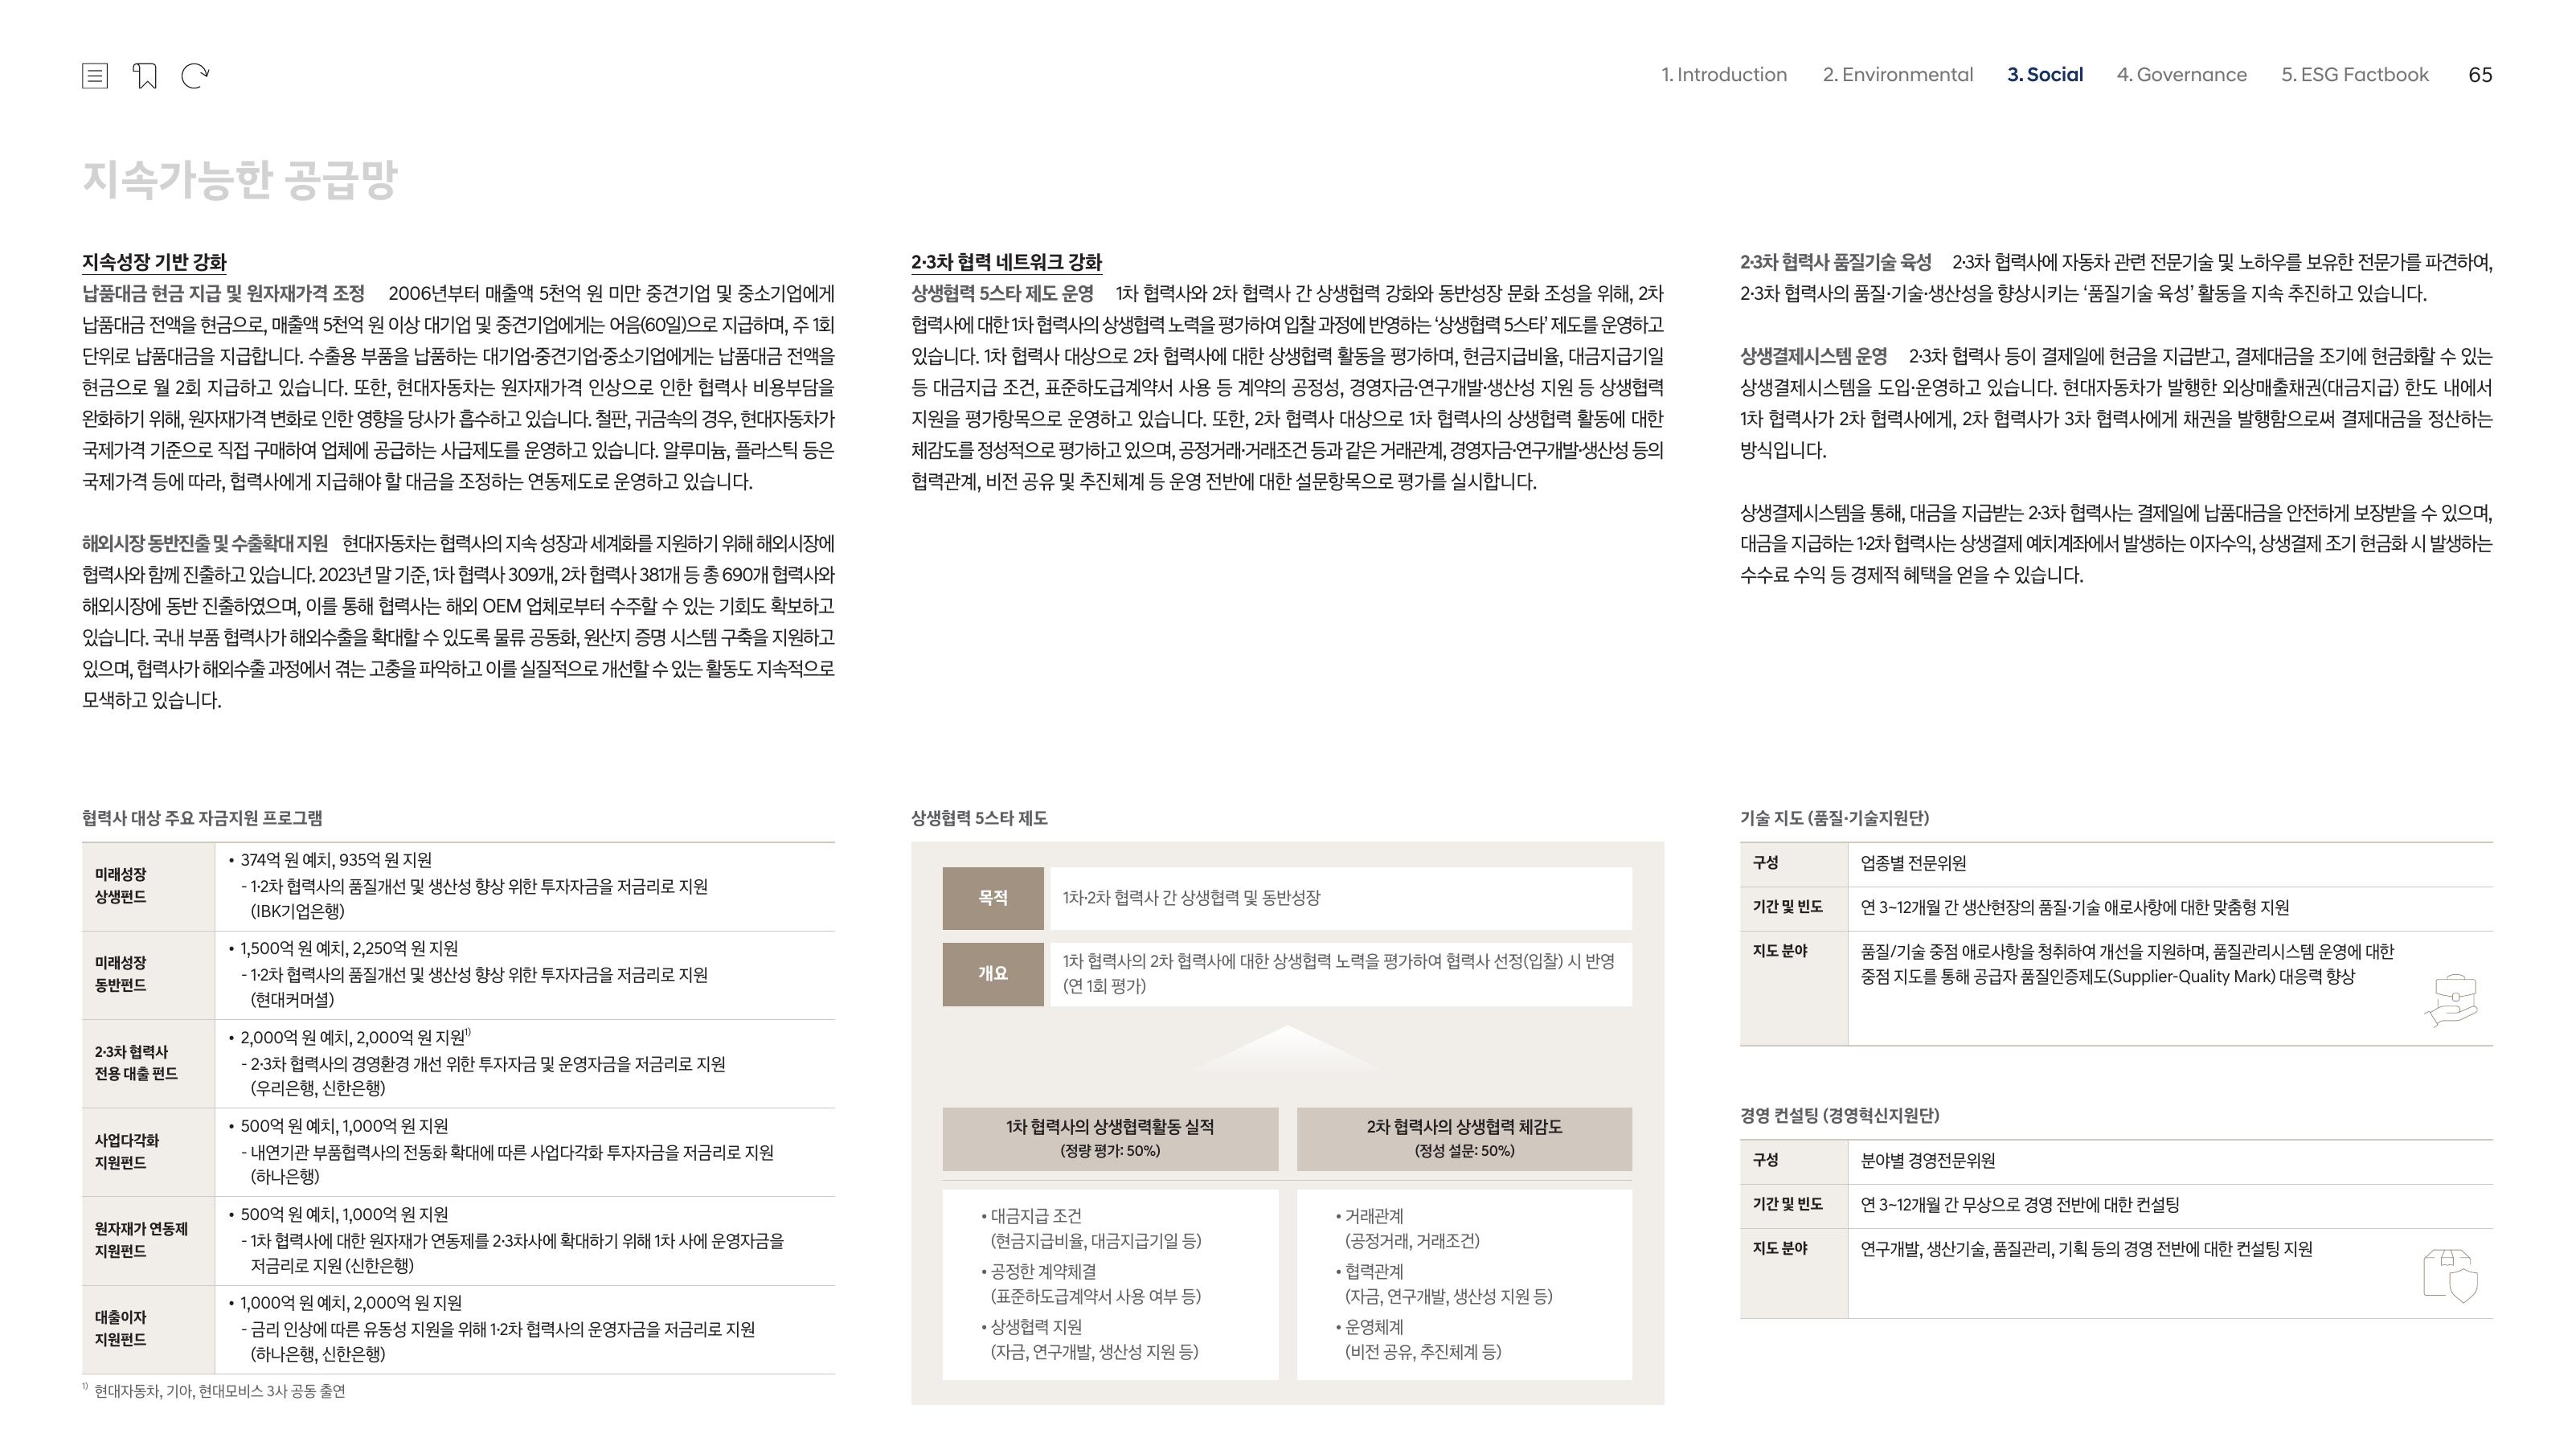 1. Introduction 2. Environmental 3. Social 4. Governance 5. ESG Factbook 65
지속가능한 공급망
지속성장 기반 강화
납품대금 현금 지급 및 원자재가격 조정 2006년부터 매출액 5천억 원 미만 중견기업 및 중소기업에게
납품대금 전액을 현금으로, 매출액 5천억 원 이상 대기업 및 중견기업에게는 어음(60일)으로 지급하며, 주 1회
단위로 납품대금을 지급합니다. 수출용 부품을 납품하는 대기업·중견기업·중소기업에게는 납품대금 전액을
현금으로 월 2회 지급하고 있습니다. 또한, 현대자동차는 원자재가격 인상으로 인한 협력사 비용부담을
완화하기 위해, 원자재가격 변화로 인한 영향을 당사가 흡수하고 있습니다. 철판, 귀금속의 경우, 현대자동차가
국제가격 기준으로 직접 구매하여 업체에 공급하는 사급제도를 운영하고 있습니다. 알루미늄, 플라스틱 등은
국제가격 등에 따라, 협력사에게 지급해야 할 대금을 조정하는 연동제도로 운영하고 있습니다.
해외시장 동반진출 및 수출확대 지원 현대자동차는 협력사의 지속 성장과 세계화를 지원하기 위해 해외시장에
협력사와 함께 진출하고 있습니다. 2023년 말 기준, 1차 협력사 309개, 2차 협력사 381개 등 총 690개 협력사와
해외시장에 동반 진출하였으며, 이를 통해 협력사는 해외 OEM 업체로부터 수주할 수 있는 기회도 확보하고
있습니다. 국내 부품 협력사가 해외수출을 확대할 수 있도록 물류 공동화, 원산지 증명 시스템 구축을 지원하고
있으며, 협력사가 해외수출 과정에서 겪는 고충을 파악하고 이를 실질적으로 개선할 수 있는 활동도 지속적으로
모색하고 있습니다.
2·3차 협력 네트워크 강화
상생협력 5스타 제도 운영 1차 협력사와 2차 협력사 간 상생협력 강화와 동반성장 문화 조성을 위해, 2차
협력사에 대한 1차 협력사의 상생협력 노력을 평가하여 입찰 과정에 반영하는 ‘상생협력 5스타’ 제도를 운영하고
있습니다. 1차 협력사 대상으로 2차 협력사에 대한 상생협력 활동을 평가하며, 현금지급비율, 대금지급기일
등 대금지급 조건, 표준하도급계약서 사용 등 계약의 공정성, 경영자금·연구개발·생산성 지원 등 상생협력
지원을 평가항목으로 운영하고 있습니다. 또한, 2차 협력사 대상으로 1차 협력사의 상생협력 활동에 대한
체감도를 정성적으로 평가하고 있으며, 공정거래·거래조건 등과 같은 거래관계, 경영자금·연구개발·생산성 등의
협력관계, 비전 공유 및 추진체계 등 운영 전반에 대한 설문항목으로 평가를 실시합니다.
2·3차 협력사 품질기술 육성 2·3차 협력사에 자동차 관련 전문기술 및 노하우를 보유한 전문가를 파견하여,
2·3차 협력사의 품질·기술·생산성을 향상시키는 ‘품질기술 육성’ 활동을 지속 추진하고 있습니다.
상생결제시스템 운영 2·3차 협력사 등이 결제일에 현금을 지급받고, 결제대금을 조기에 현금화할 수 있는
상생결제시스템을 도입·운영하고 있습니다. 현대자동차가 발행한 외상매출채권(대금지급) 한도 내에서
1차 협력사가 2차 협력사에게, 2차 협력사가 3차 협력사에게 채권을 발행함으로써 결제대금을 정산하는
방식입니다.
상생결제시스템을 통해, 대금을 지급받는 2·3차 협력사는 결제일에 납품대금을 안전하게 보장받을 수 있으며,
대금을 지급하는 1·2차 협력사는 상생결제 예치계좌에서 발생하는 이자수익, 상생결제 조기 현금화 시 발생하는
수수료 수익 등 경제적 혜택을 얻을 수 있습니다.
협력사 대상 주요 자금지원 프로그램
미래성장
상생펀드
• 374억 원 예치, 935억 원 지원
- 1·2차 협력사의 품질개선 및 생산성 향상 위한 투자자금을 저금리로 지원
(IBK기업은행)
미래성장
동반펀드
• 1,500억 원 예치, 2,250억 원 지원
- 1·2차 협력사의 품질개선 및 생산성 향상 위한 투자자금을 저금리로 지원
(현대커머셜)
2·3차 협력사
전용 대출 펀드
• 2,000억 원 예치, 2,000억 원 지원1)
- 2·3차 협력사의 경영환경 개선 위한 투자자금 및 운영자금을 저금리로 지원
(우리은행, 신한은행)
사업다각화
지원펀드
• 500억 원 예치, 1,000억 원 지원
- 내연기관 부품협력사의 전동화 확대에 따른 사업다각화 투자자금을 저금리로 지원
(하나은행)
원자재가 연동제
지원펀드
• 500억 원 예치, 1,000억 원 지원
- 1차 협력사에 대한 원자재가 연동제를 2·3차사에 확대하기 위해 1차 사에 운영자금을
저금리로 지원 (신한은행)
대출이자
지원펀드
• 1,000억 원 예치, 2,000억 원 지원
- 금리 인상에 따른 유동성 지원을 위해 1·2차 협력사의 운영자금을 저금리로 지원
(하나은행, 신한은행)
1) 현대자동차, 기아, 현대모비스 3사 공동 출연
상생협력 5스타 제도
목적
1차·2차 협력사 간 상생협력 및 동반성장
개요
1차 협력사의 2차 협력사에 대한 상생협력 노력을 평가하여 협력사 선정(입찰) 시 반영
(연 1회 평가)
1차 협력사의 상생협력활동 실적
(정량 평가: 50%)
• 대금지급 조건
(현금지급비율, 대금지급기일 등)
• 공정한 계약체결
(표준하도급계약서 사용 여부 등)
• 상생협력 지원
(자금, 연구개발, 생산성 지원 등)
2차 협력사의 상생협력 체감도
(정성 설문: 50%)
• 거래관계
(공정거래, 거래조건)
• 협력관계
(자금, 연구개발, 생산성 지원 등)
• 운영체계
(비전 공유, 추진체계 등)
기술 지도 (품질·기술지원단)
구성 업종별 전문위원
기간 및 빈도 연 3~12개월 간 생산현장의 품질·기술 애로사항에 대한 맞춤형 지원
지도 분야 품질/기술 중점 애로사항을 청취하여 개선을 지원하며, 품질관리시스템 운영에 대한
중점 지도를 통해 공급자 품질인증제도(Supplier-Quality Mark) 대응력 향상
경영 컨설팅 (경영혁신지원단)
구성 분야별 경영전문위원
기간 및 빈도 연 3~12개월 간 무상으로 경영 전반에 대한 컨설팅
지도 분야 연구개발, 생산기술, 품질관리, 기획 등의 경영 전반에 대한 컨설팅 지원